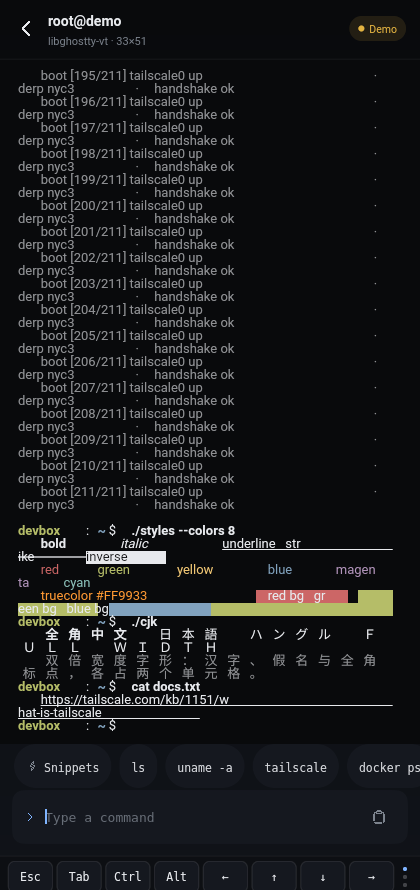 root@demo
libghostty-vt · 33×51
Demo
boot [195/211] tailscale0 up ·
derp nyc3 · handshake ok
boot [196/211] tailscale0 up ·
derp nyc3 · handshake ok
boot [197/211] tailscale0 up ·
derp nyc3 · handshake ok
boot [198/211] tailscale0 up ·
derp nyc3 · handshake ok
boot [199/211] tailscale0 up ·
derp nyc3 · handshake ok
boot [200/211] tailscale0 up ·
derp nyc3 · handshake ok
boot [201/211] tailscale0 up ·
derp nyc3 · handshake ok
boot [202/211] tailscale0 up ·
derp nyc3 · handshake ok
boot [203/211] tailscale0 up ·
derp nyc3 · handshake ok
boot [204/211] tailscale0 up ·
derp nyc3 · handshake ok
boot [205/211] tailscale0 up ·
derp nyc3 · handshake ok
boot [206/211] tailscale0 up ·
derp nyc3 · handshake ok
boot [207/211] tailscale0 up ·
derp nyc3 · handshake ok
boot [208/211] tailscale0 up ·
derp nyc3 · handshake ok
boot [209/211] tailscale0 up ·
derp nyc3 · handshake ok
boot [210/211] tailscale0 up ·
derp nyc3 · handshake ok
boot [211/211] tailscale0 up ·
derp nyc3 · handshake ok
devbox : ~ $ ./styles --colors 8
bold italic underline str
ike inverse
red green yellow blue magen
ta cyan
truecolor #FF9933 red bg gr
een bg blue bg
devbox : ~ $ ./cjk
全角中文 日本語 ハングル F
ULL WIDTH
双倍宽度字形：汉字、假名与全角
标点，各占两个单元格。
devbox : ~ $ cat docs.txt
https://tailscale.com/kb/1151/w
hat-is-tailscale
devbox : ~ $
Snippets ls uname -a tailscale docker ps
Type a command
Esc Tab Ctrl Alt ← ↑ ↓ →